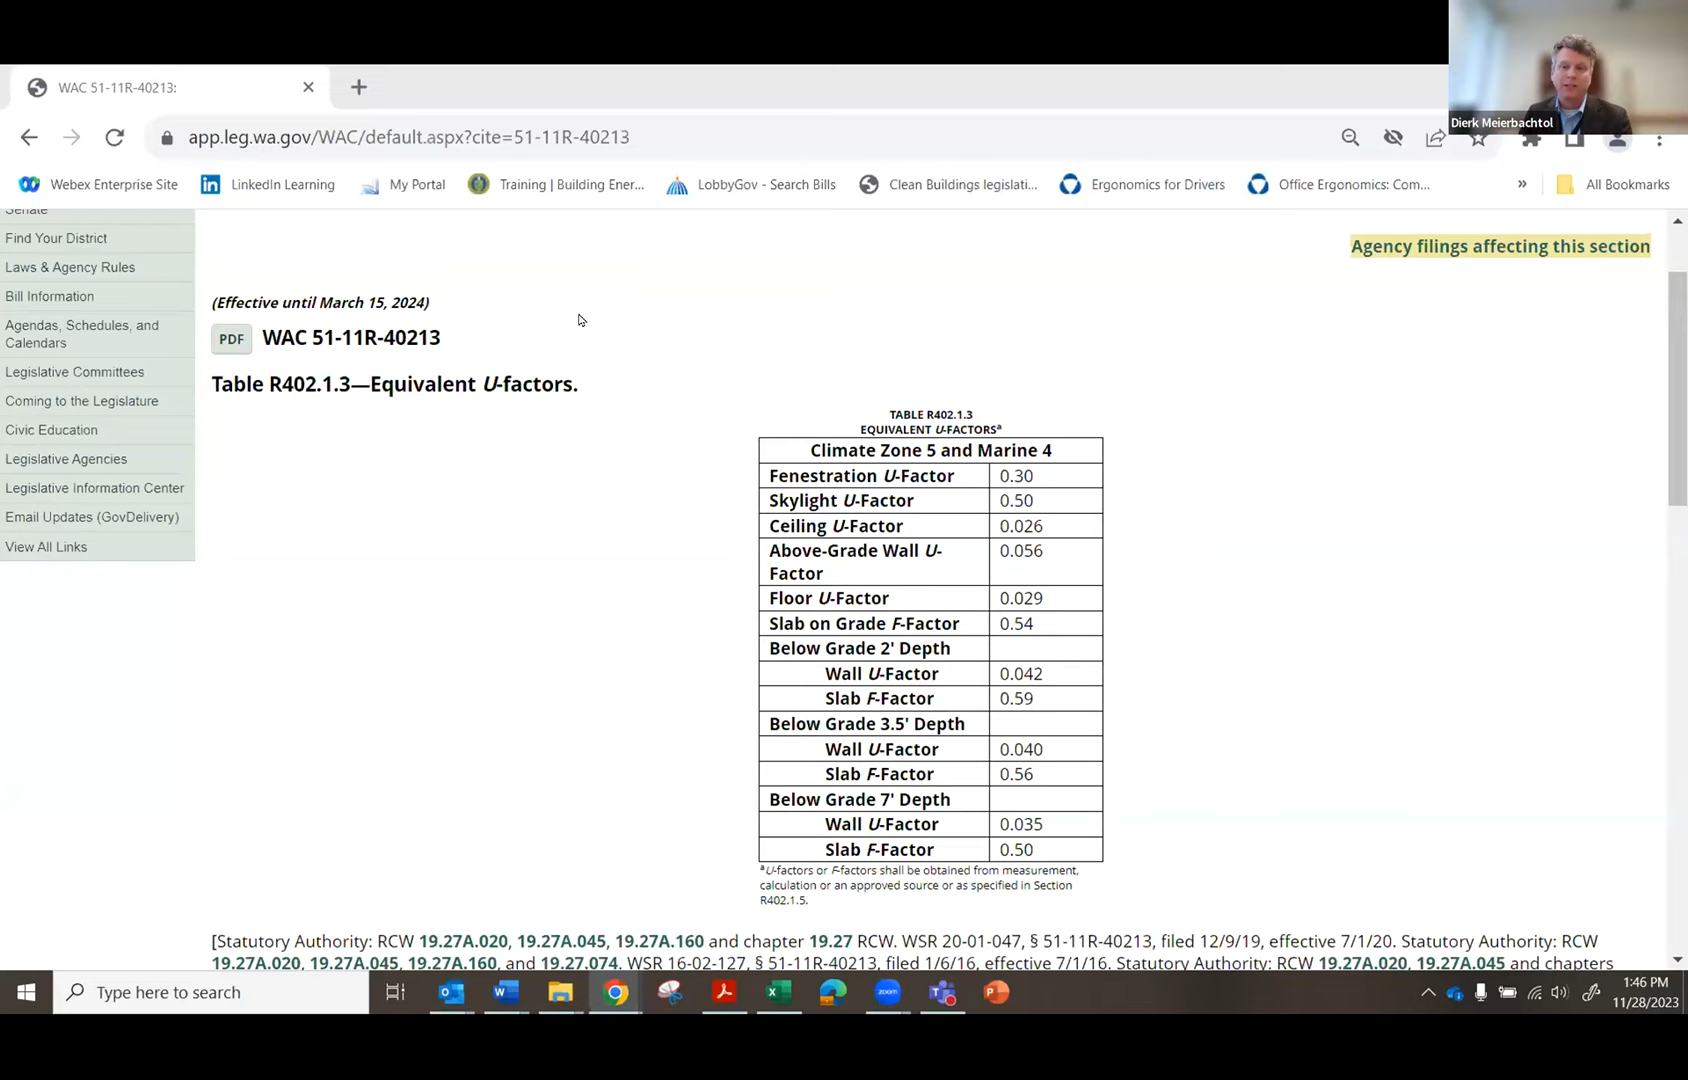 Dierk Meierbachtol
WAC 51-11R-40213:
app.leg.wa.gov/WAC/default.aspx?cite=51-11R-40213
Webex Enterprise Site
LinkedIn Learning
My Portal
Training | Building Ener...
LobbyGov - Search Bills
Clean Buildings legislati...
Ergonomics for Drivers
Office Ergonomics: Com...
»
All Bookmarks
Senate
Find Your District
Laws & Agency Rules
Bill Information
Agendas, Schedules, and
Calendars
Legislative Committees
Coming to the Legislature
Civic Education
Legislative Agencies
Legislative Information Center
Email Updates (GovDelivery)
View All Links
Agency filings affecting this section
(Effective until March 15, 2024)
PDF WAC 51-11R-40213
Table R402.1.3—Equivalent U-factors.
TABLE R402.1.3
EQUIVALENT U-FACTORSa
Climate Zone 5 and Marine 4
Fenestration U-Factor 0.30
Skylight U-Factor 0.50
Ceiling U-Factor 0.026
Above-Grade Wall U- 0.056
Factor
Floor U-Factor 0.029
Slab on Grade F-Factor 0.54
Below Grade 2' Depth
Wall U-Factor 0.042
Slab F-Factor 0.59
Below Grade 3.5' Depth
Wall U-Factor 0.040
Slab F-Factor 0.56
Below Grade 7' Depth
Wall U-Factor 0.035
Slab F-Factor 0.50
aU-factors or F-factors shall be obtained from measurement,
calculation or an approved source or as specified in Section
R402.1.5.
[Statutory Authority: RCW 19.27A.020, 19.27A.045, 19.27A.160 and chapter 19.27 RCW. WSR 20-01-047, § 51-11R-40213, filed 12/9/19, effective 7/1/20. Statutory Authority: RCW
19.27A.020, 19.27A.045, 19.27A.160, and 19.27.074. WSR 16-02-127, § 51-11R-40213, filed 1/6/16, effective 7/1/16. Statutory Authority: RCW 19.27A.020, 19.27A.045 and chapters
Type here to search
zoom
1:46 PM
11/28/2023